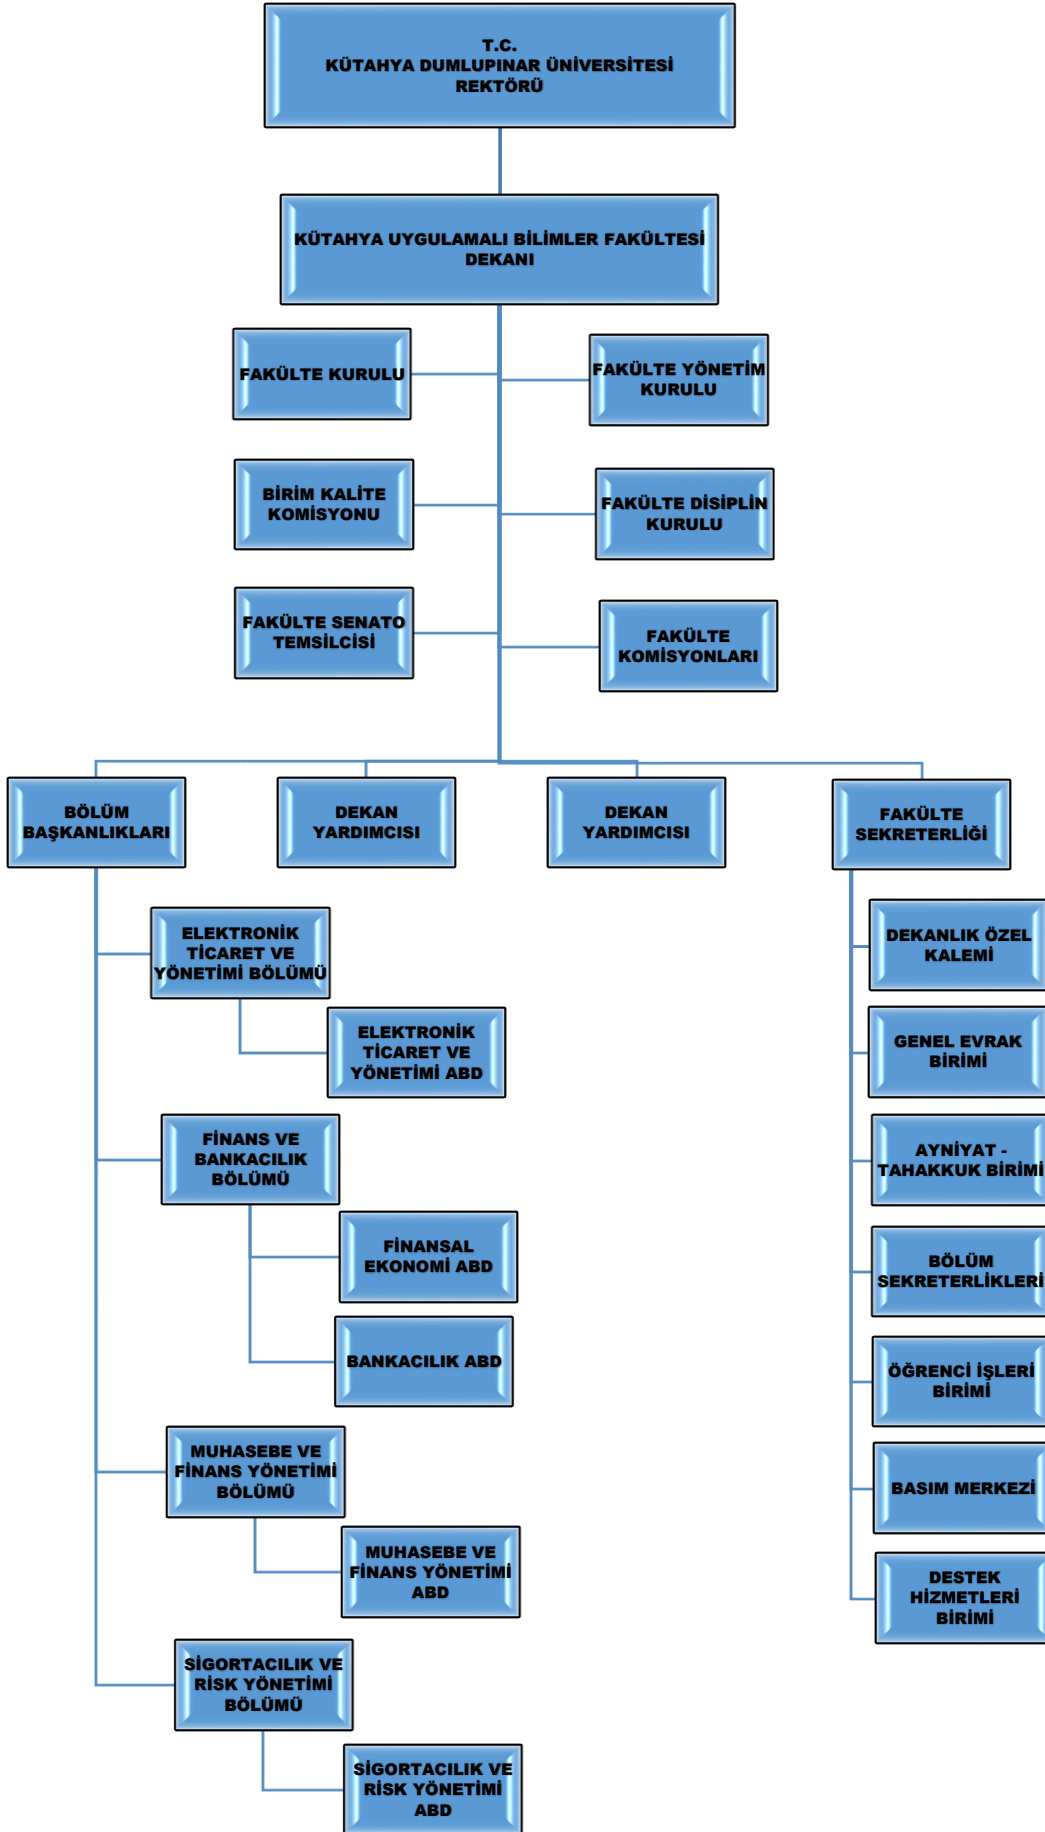 T.C.
KÜTAHYA DUMLUPINAR ÜNİVERSİTESİ
REKTÖRÜ
KÜTAHYA UYGULAMALI BİLİMLER FAKÜLTESİ
DEKANI
FAKÜLTE KURULU
FAKÜLTE YÖNETİM
KURULU
BİRİM KALİTE
KOMİSYONU
FAKÜLTE DİSİPLİN
KURULU
FAKÜLTE SENATO
TEMSİLCİSİ
FAKÜLTE
KOMİSYONLARI
BÖLÜM
BAŞKANLIKLARI
DEKAN
YARDIMCISI
DEKAN
YARDIMCISI
FAKÜLTE
SEKRETERLİĞİ
ELEKTRONİK
TİCARET VE
YÖNETİMİ BÖLÜMÜ
ELEKTRONİK
TİCARET VE
YÖNETİMİ ABD
FİNANS VE
BANKACILIK
BÖLÜMÜ
FİNANSAL
EKONOMİ ABD
BANKACILIK ABD
MUHASEBE VE
FİNANS YÖNETİMİ
BÖLÜMÜ
MUHASEBE VE
FİNANS YÖNETİMİ
ABD
SİGORTACILIK VE
RİSK YÖNETİMİ
BÖLÜMÜ
SİGORTACILIK VE
RİSK YÖNETİMİ
ABD
DEKANLIK ÖZEL
KALEMİ
GENEL EVRAK
BİRİMİ
AYNİYAT -
TAHAKKUK BİRİMİ
BÖLÜM
SEKRETERLİKLERİ
ÖĞRENCİ İŞLERİ
BİRİMİ
BASIM MERKEZİ
DESTEK
HİZMETLERİ
BİRİMİ